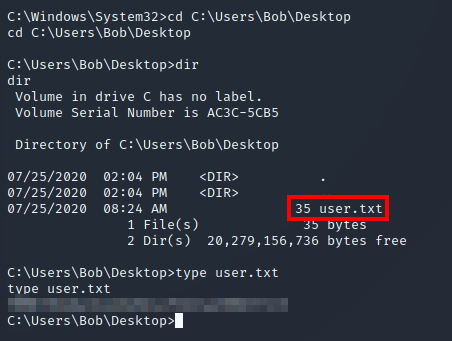 C:\Windows\System32>cd C:\Users\Bob\Desktop
cd C:\Users\Bob\Desktop
C:\Users\Bob\Desktop>dir
dir
 Volume in drive C has no label.
 Volume Serial Number is AC3C-5CB5
 Directory of C:\Users\Bob\Desktop
07/25/2020  02:04 PM    <DIR>          .
07/25/2020  02:04 PM    <DIR>
07/25/2020  08:24 AM                35 user.txt
               1 File(s)             35 bytes
               2 Dir(s)  20,279,156,736 bytes free
C:\Users\Bob\Desktop>type user.txt
type user.txt
C:\Users\Bob\Desktop>